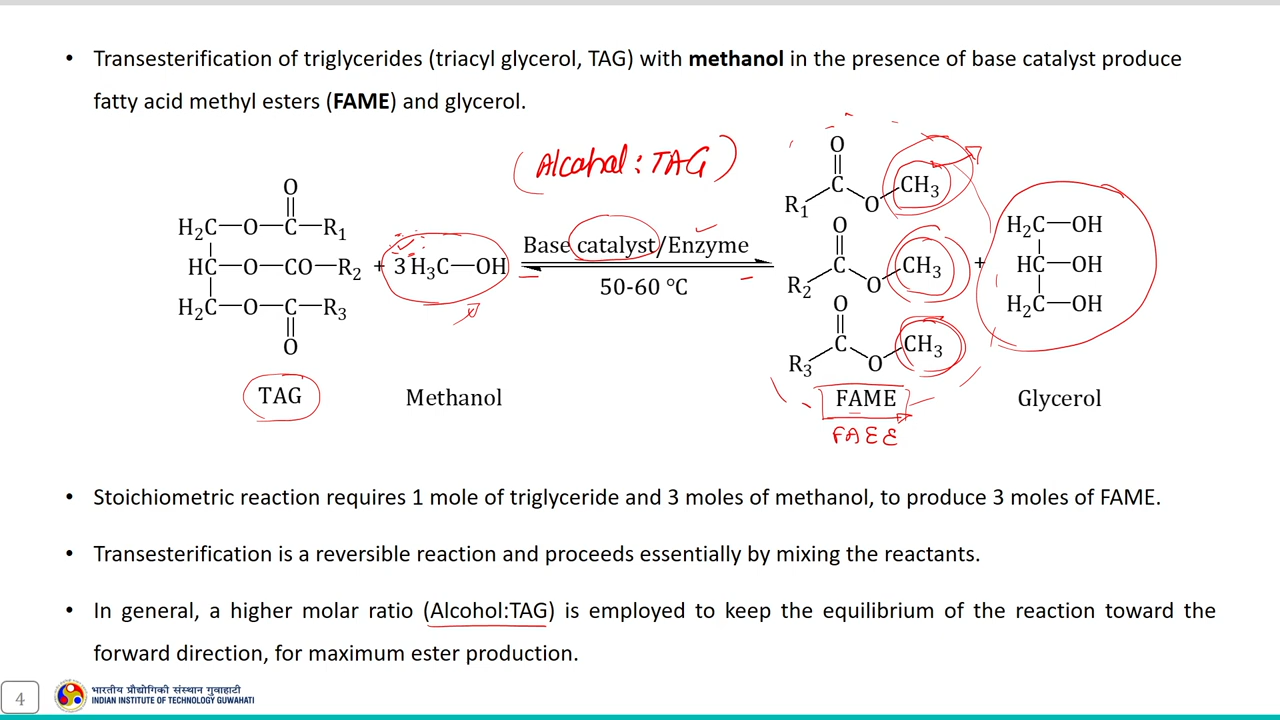 • Transesterification of triglycerides (triacyl glycerol, TAG) with methanol in the presence of base catalyst produce
fatty acid methyl esters (FAME) and glycerol.
(Alcohal : TAG)
O
H₂C—O—C—R₁
HC—O—CO—R₂
H₂C—O—C—R₃
O
+ 3 H₃C—OH
Base catalyst/Enzyme
50-60 °C
O
R₁ C O CH₃
O
R₂ C O CH₃
O
R₃ C O CH₃
+
H₂C—OH
HC—OH
H₂C—OH
TAG
Methanol
FAME
Glycerol
FAEE
• Stoichiometric reaction requires 1 mole of triglyceride and 3 moles of methanol, to produce 3 moles of FAME.
• Transesterification is a reversible reaction and proceeds essentially by mixing the reactants.
• In general, a higher molar ratio (Alcohol:TAG) is employed to keep the equilibrium of the reaction toward the
forward direction, for maximum ester production.
4
भारतीय प्रौद्योगिकी संस्थान गुवाहाटी
INDIAN INSTITUTE OF TECHNOLOGY GUWAHATI